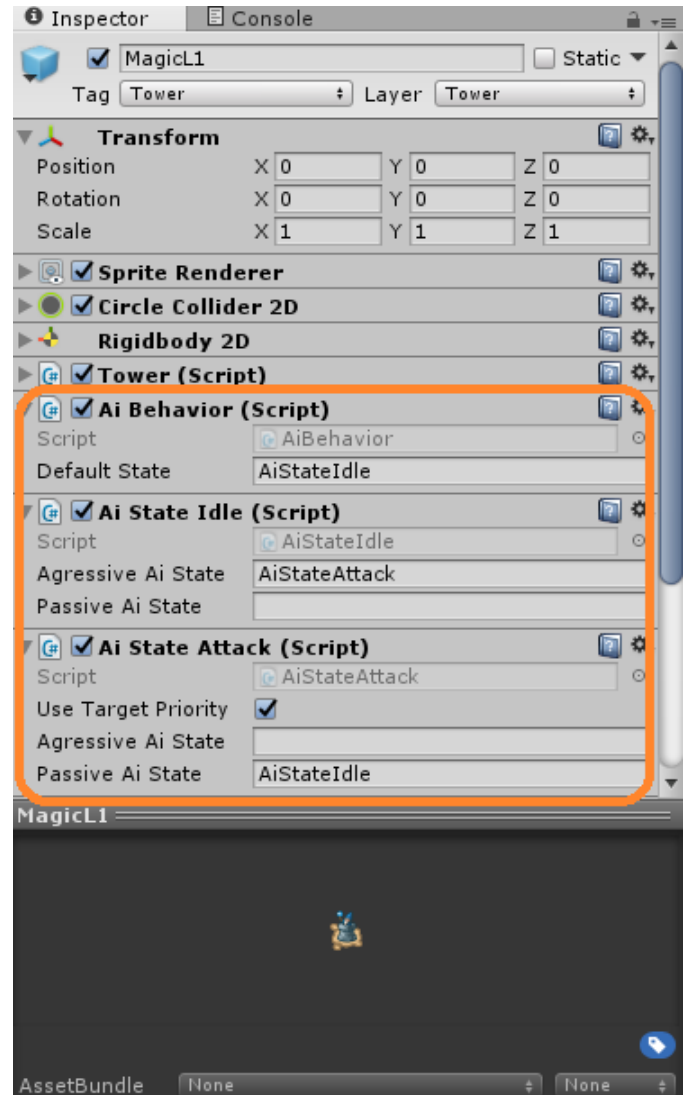 Inspector Console
MagicL1 Static
Tag Tower Layer Tower
Transform
Position X 0 Y 0 Z 0
Rotation X 0 Y 0 Z 0
Scale X 1 Y 1 Z 1
Sprite Renderer
Circle Collider 2D
Rigidbody 2D
Tower (Script)
Ai Behavior (Script)
Script AiBehavior
Default State AiStateIdle
Ai State Idle (Script)
Script AiStateIdle
Agressive Ai State AiStateAttack
Passive Ai State
Ai State Attack (Script)
Script AiStateAttack
Use Target Priority
Agressive Ai State
Passive Ai State AiStateIdle
MagicL1
AssetBundle None None